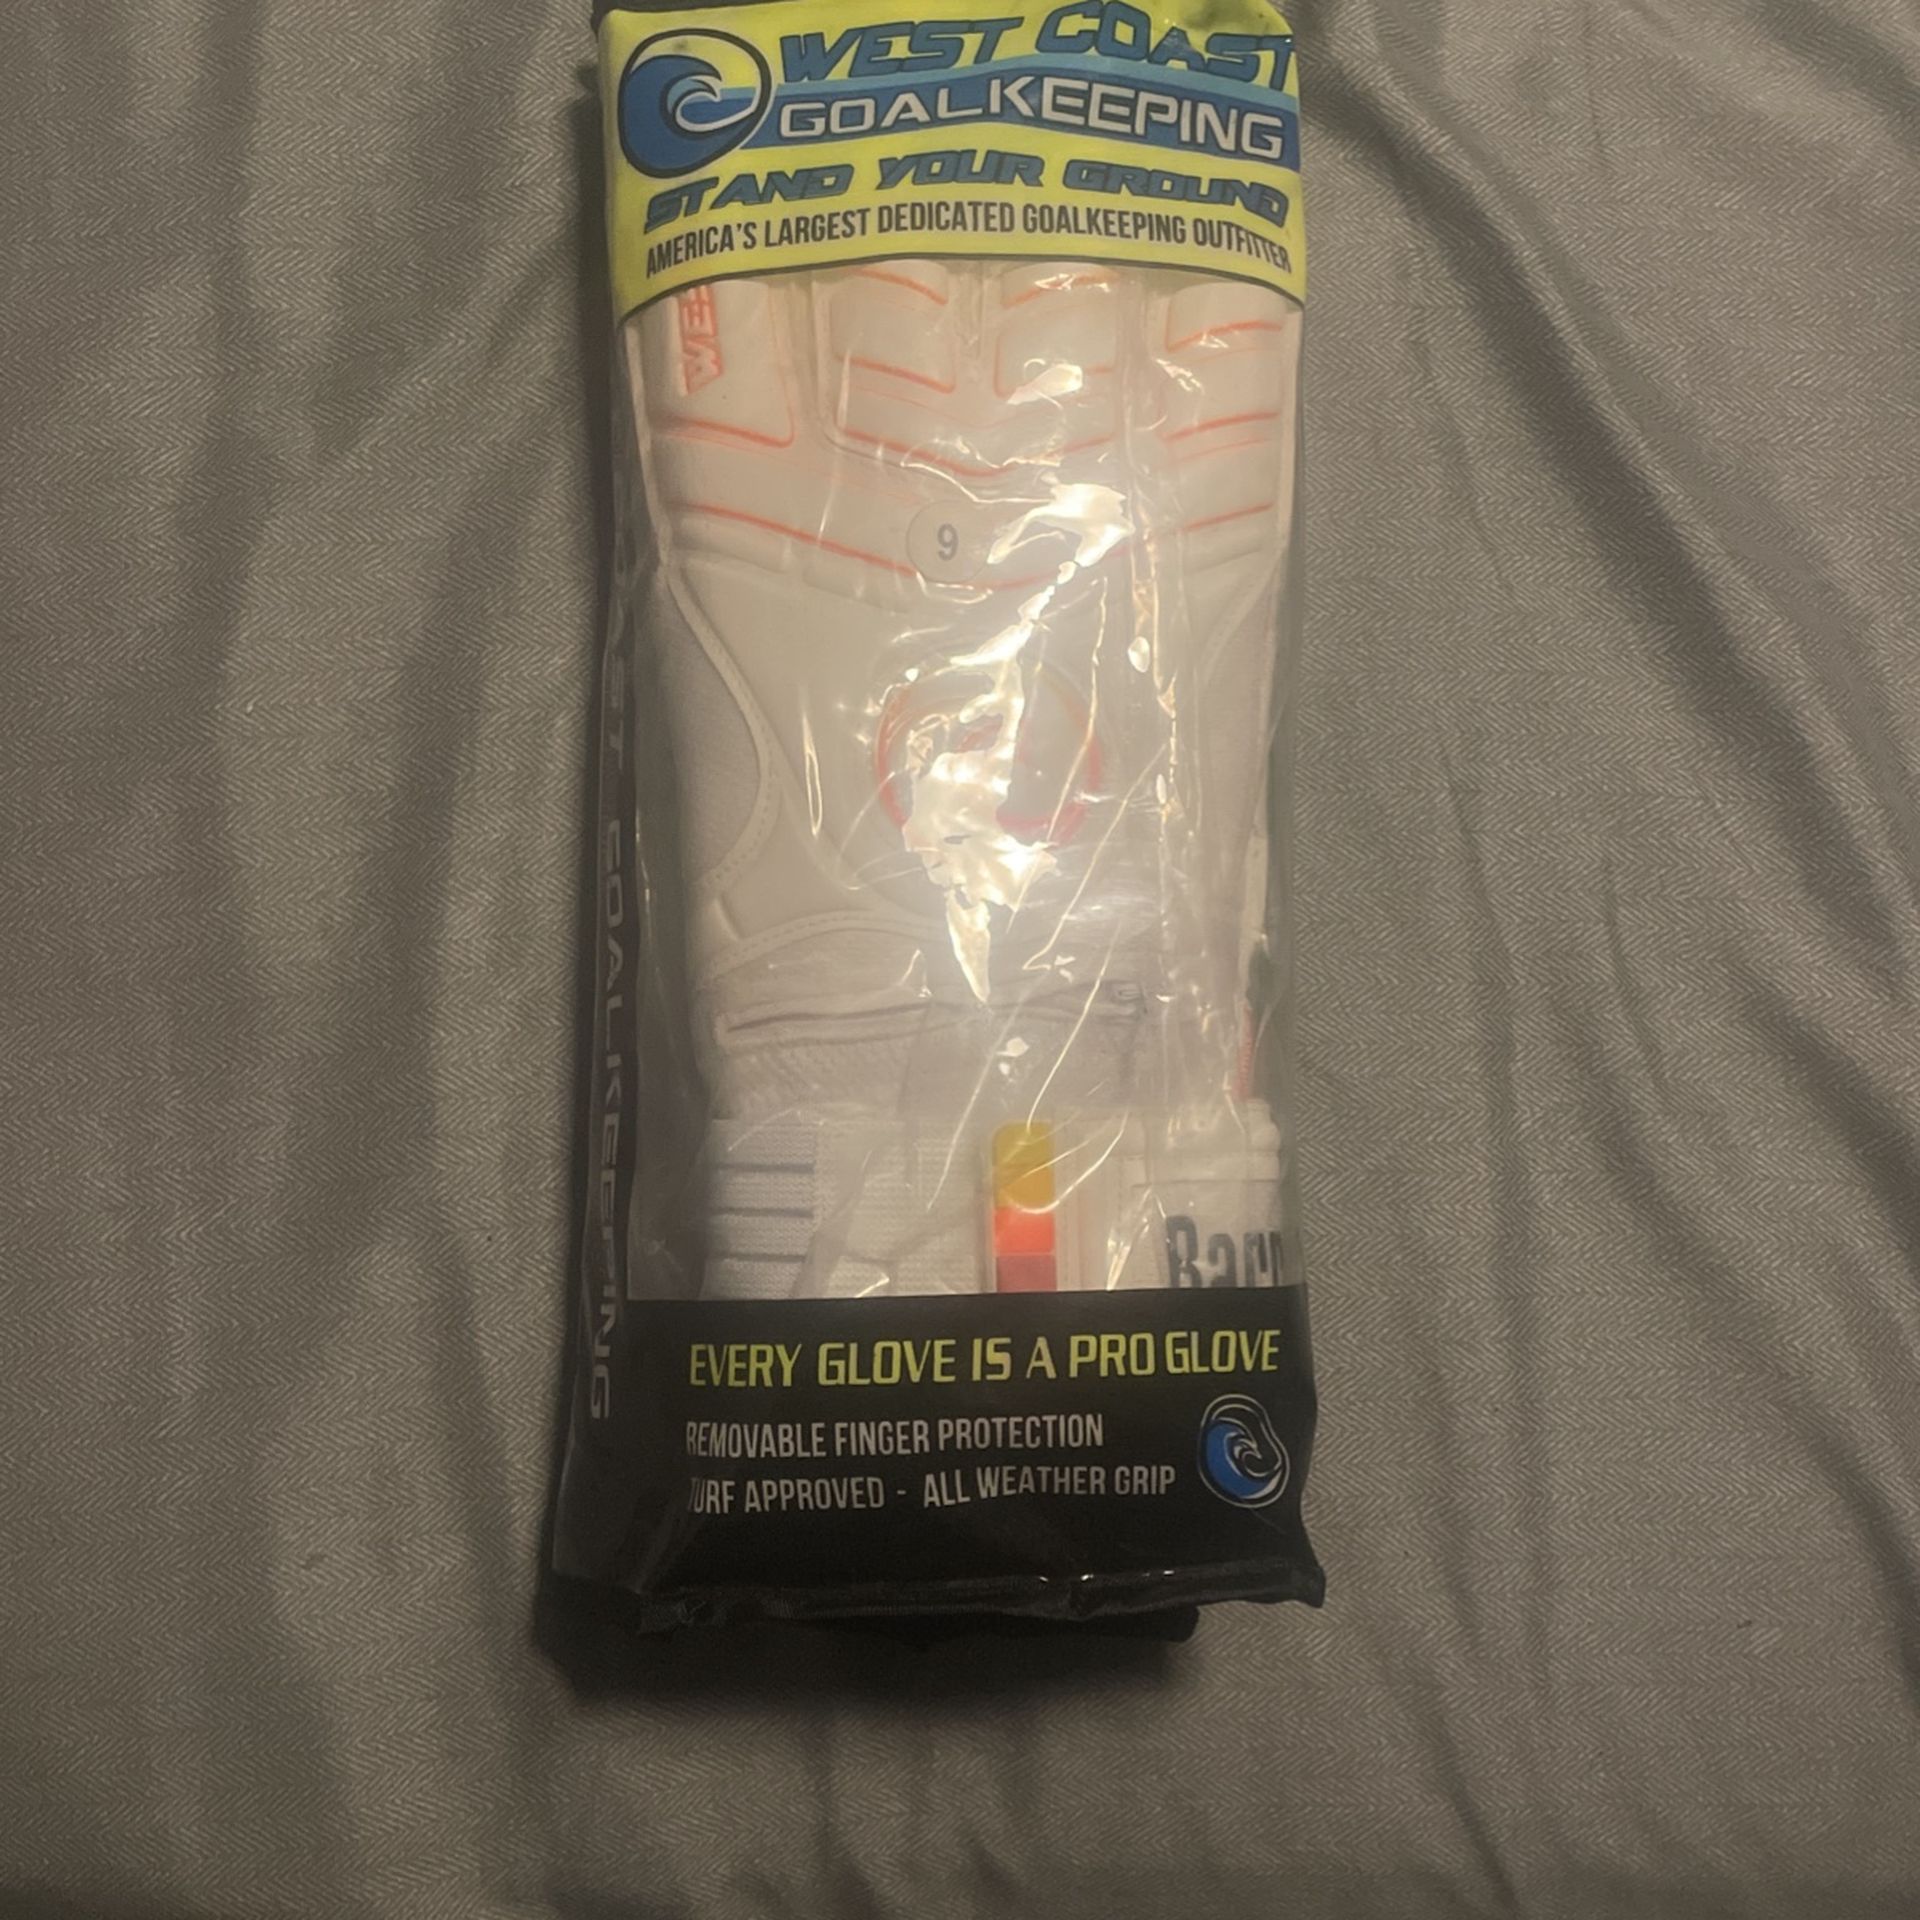 WEST COAST
GOALKEEPING
STAND YOUR GROUND
AMERICA'S LARGEST DEDICATED GOALKEEPING OUTFITTER
9
EVERY GLOVE IS A PRO GLOVE
REMOVABLE FINGER PROTECTION
TURF APPROVED - ALL WEATHER GRIP
COAST GOALKEEPING